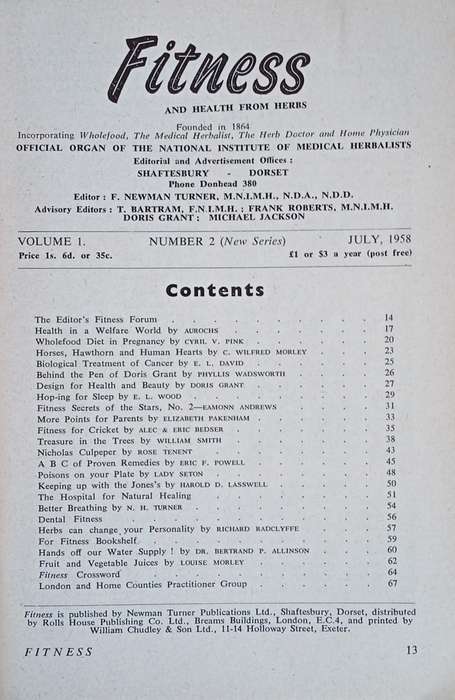 Fitness
AND HEALTH FROM HERBS
Founded in 1864
Incorporating Wholefood, The Medical Herbalist, The Herb Doctor and Home Physician
OFFICIAL ORGAN OF THE NATIONAL INSTITUTE OF MEDICAL HERBALISTS
Editorial and Advertisement Offices :
SHAFTESBURY - DORSET
Phone Donhead 380
Editor : F. NEWMAN TURNER, M.N.I.M.H., N.D.A., N.D.D.
Advisory Editors : T. BARTRAM, F.N.I.M.H. ; FRANK ROBERTS, M.N.I.M.H.
DORIS GRANT ; MICHAEL JACKSON
VOLUME 1. NUMBER 2 (New Series) JULY, 1958
Price 1s. 6d. or 35c. £1 or $3 a year (post free)
Contents
The Editor's Fitness Forum . . . . . . . . 14
Health in a Welfare World by AUROCHS . . . . . . 17
Wholefood Diet in Pregnancy by CYRIL V. PINK . . . . . 20
Horses, Hawthorn and Human Hearts by C. WILFRED MORLEY . . . 23
Biological Treatment of Cancer by E. L. DAVID . . . . . 25
Behind the Pen of Doris Grant by PHYLLIS WADSWORTH . . . . 26
Design for Health and Beauty by DORIS GRANT . . . . . 27
Hop-ing for Sleep by E. L. WOOD . . . . . . . 29
Fitness Secrets of the Stars, No. 2—EAMONN ANDREWS . . . . 31
More Points for Parents by ELIZABETH PAKENHAM . . . . . 33
Fitness for Cricket by ALEC & ERIC BEDSER . . . . . . 35
Treasure in the Trees by WILLIAM SMITH . . . . . . 38
Nicholas Culpeper by ROSE TENENT . . . . . . . 43
A B C of Proven Remedies by ERIC F. POWELL . . . . . 45
Poisons on your Plate by LADY SETON . . . . . . 48
Keeping up with the Jones's by HAROLD D. LASSWELL . . . . 50
The Hospital for Natural Healing . . . . . . . 51
Better Breathing by N. H. TURNER . . . . . . . 54
Dental Fitness . . . . . . . . . . 56
Herbs can change your Personality by RICHARD RADCLYFFE . . . 57
For Fitness Bookshelf . . . . . . . . . 59
Hands off our Water Supply ! by DR. BERTRAND P. ALLINSON . . . 60
Fruit and Vegetable Juices by LOUISE MORLEY . . . . . 62
Fitness Crossword . . . . . . . . . 64
London and Home Counties Practitioner Group . . . . . 67
Fitness is published by Newman Turner Publications Ltd., Shaftesbury, Dorset, distributed
by Rolls House Publishing Co. Ltd., Breams Buildings, London, E.C.4, and printed by
William Chudley & Son Ltd., 11-14 Holloway Street, Exeter.
FITNESS 13